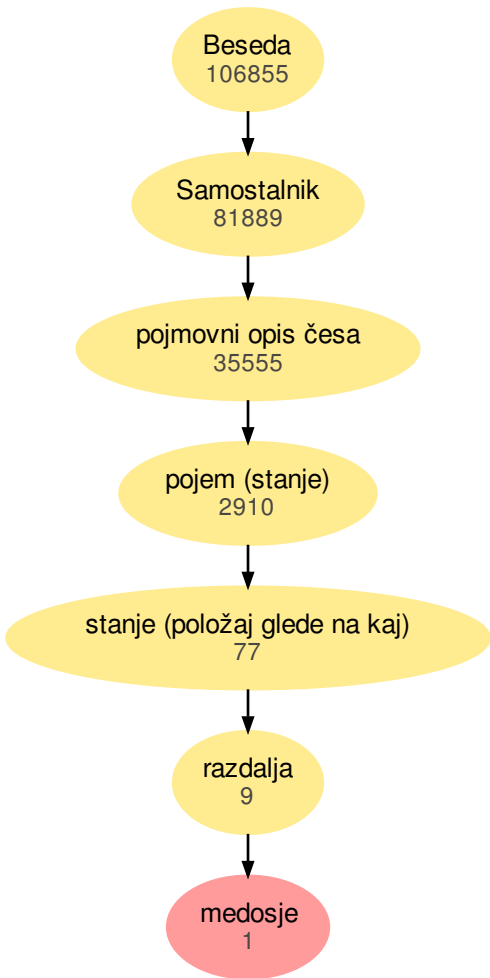 Beseda
106855
Samostalnik
81889
pojmovni opis česa
35555
pojem (stanje)
2910
stanje (položaj glede na kaj)
77
razdalja
9
medosje
1